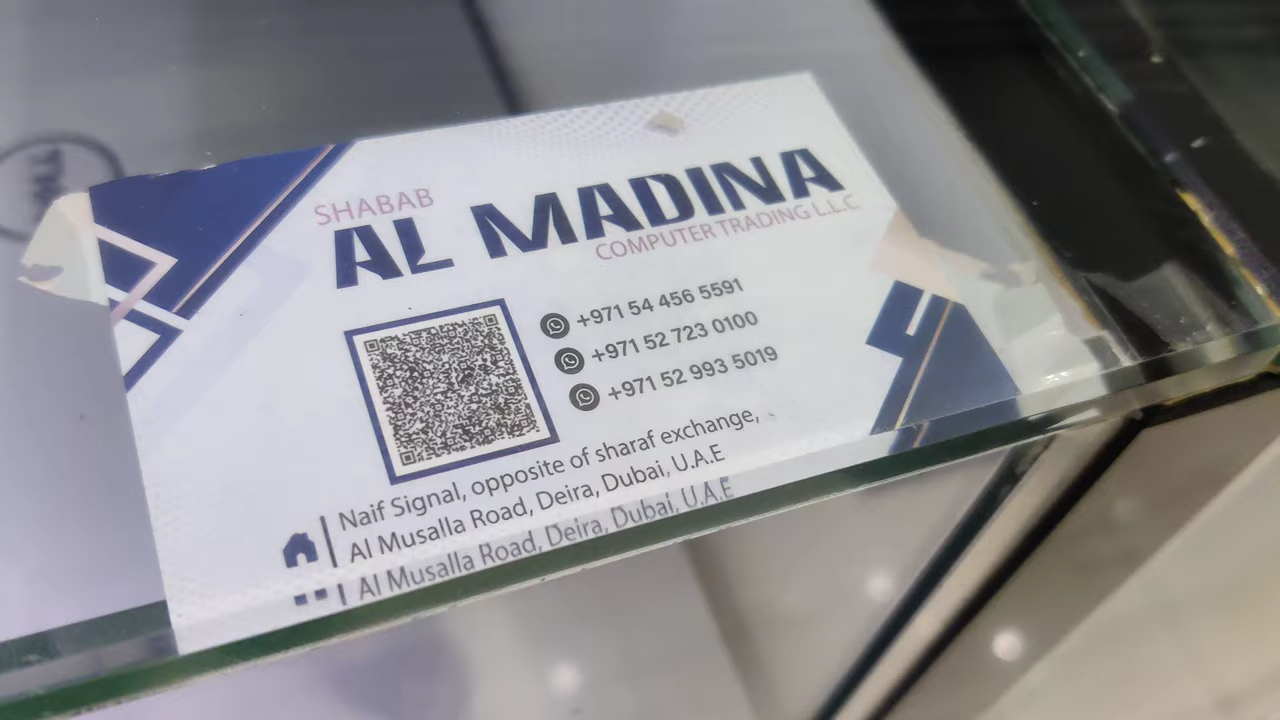 SHABAB
AL MADINA
COMPUTER TRADING L.L.C
+971 54 456 5591
+971 52 723 0100
+971 52 993 5019
Naif Signal, opposite of sharaf exchange,
Al Musalla Road, Deira, Dubai, U.A.E
Al Musalla Road, Deira, Dubai, U.A.E